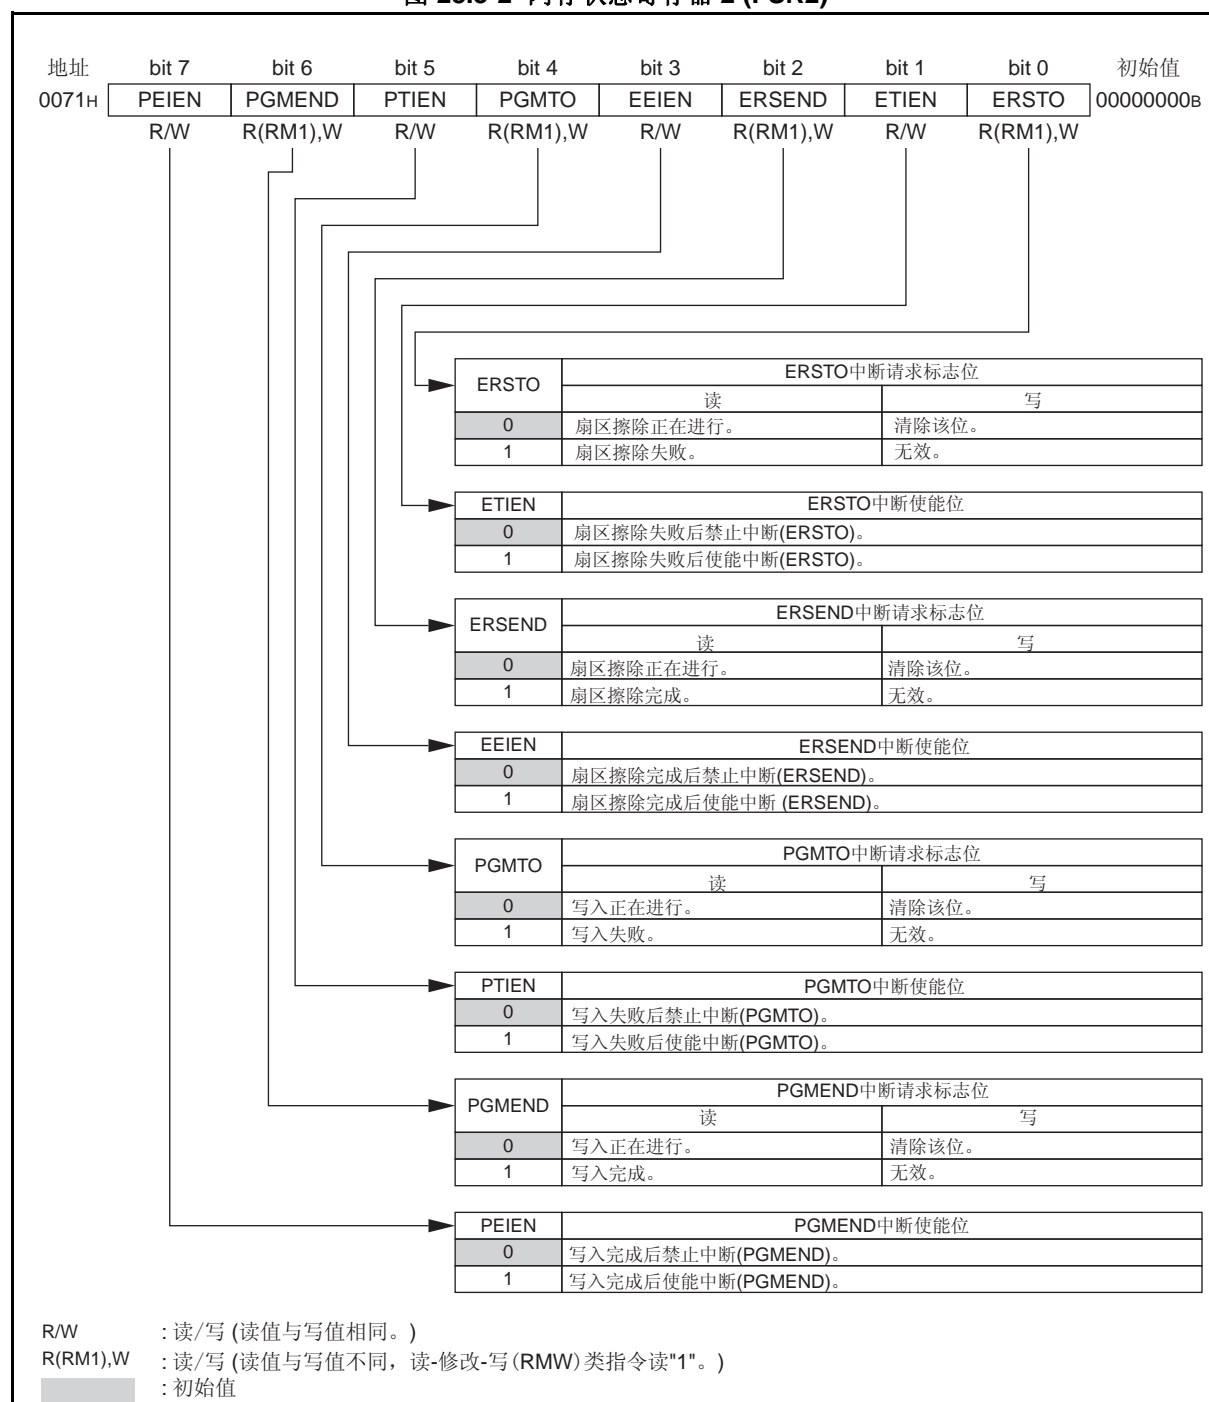 地址 bit 7 bit 6 bit 5 bit 4 bit 3 bit 2 bit 1 bit 0 初始值
0071H PEIEN PGMEND PTIEN PGMTO EEIEN ERSEND ETIEN ERSTO 00000000B
R/W R(RM1),W R/W R(RM1),W R/W R(RM1),W R/W R(RM1),W
ERSTO ERSTO中断请求标志位
读 写
0 扇区擦除正在进行。 清除该位。
1 扇区擦除失败。 无效。
ETIEN ERSTO中断使能位
0 扇区擦除失败后禁止中断(ERSTO)。
1 扇区擦除失败后使能中断(ERSTO)。
ERSEND ERSEND中断请求标志位
读 写
0 扇区擦除正在进行。 清除该位。
1 扇区擦除完成。 无效。
EEIEN ERSEND中断使能位
0 扇区擦除完成后禁止中断(ERSEND)。
1 扇区擦除完成后使能中断 (ERSEND)。
PGMTO PGMTO中断请求标志位
读 写
0 写入正在进行。 清除该位。
1 写入失败。 无效。
PTIEN PGMTO中断使能位
0 写入失败后禁止中断(PGMTO)。
1 写入失败后使能中断(PGMTO)。
PGMEND PGMEND中断请求标志位
读 写
0 写入正在进行。 清除该位。
1 写入完成。 无效。
PEIEN PGMEND中断使能位
0 写入完成后禁止中断(PGMEND)。
1 写入完成后使能中断(PGMEND)。
R/W : 读/写 (读值与写值相同。)
R(RM1),W : 读/写 (读值与写值不同，读-修改-写(RMW)类指令读"1"。)
: 初始值